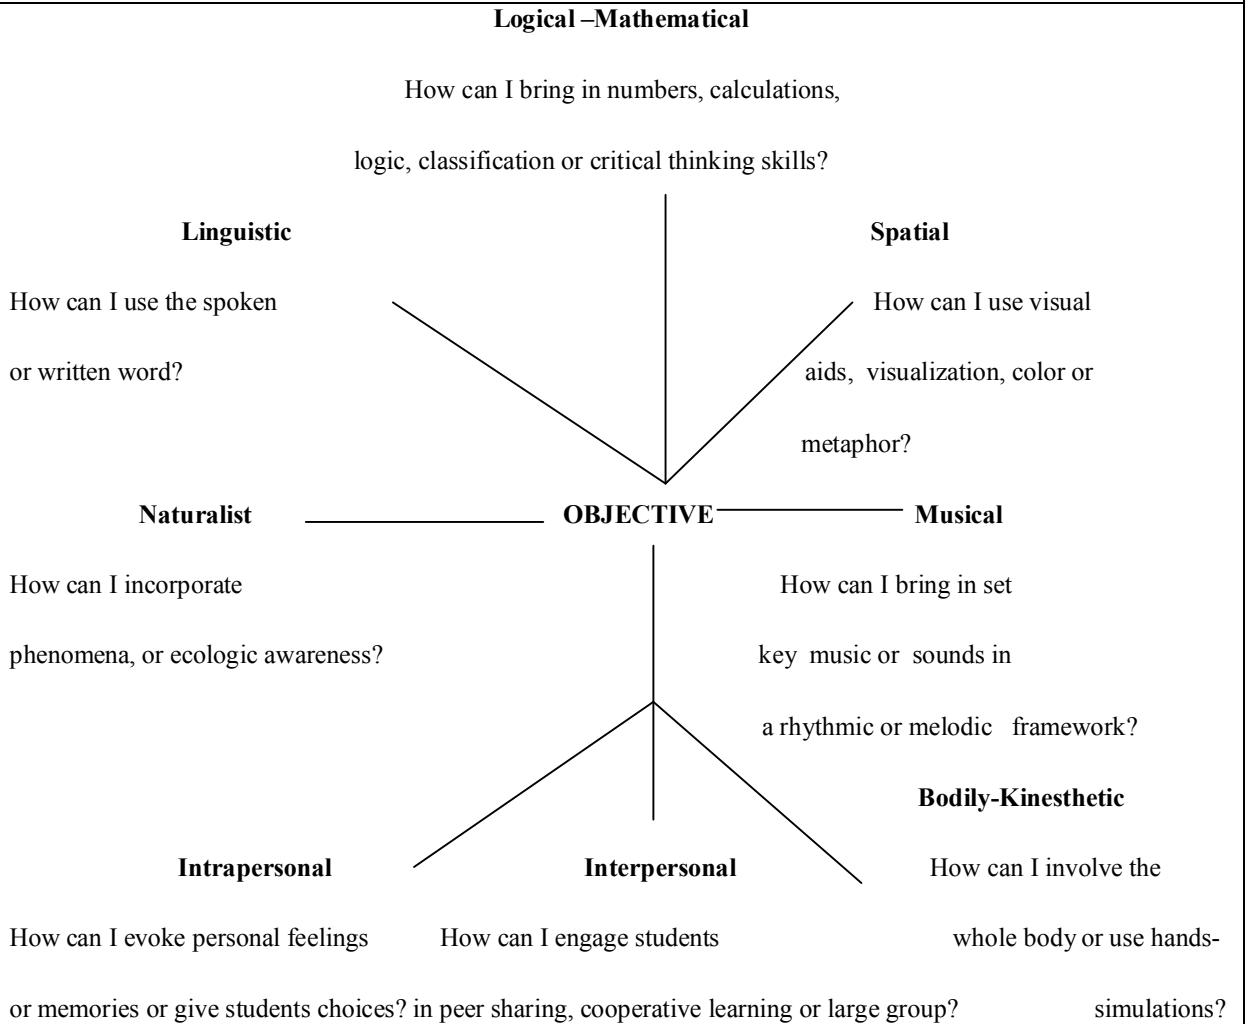 Logical –Mathematical
How can I bring in numbers, calculations,
logic, classification or critical thinking skills?
Linguistic
How can I use the spoken
or written word?
Spatial
How can I use visual
aids, visualization, color or
metaphor?
Naturalist
How can I incorporate
phenomena, or ecologic awareness?
OBJECTIVE
Musical
How can I bring in set
key music or sounds in
a rhythmic or melodic framework?
Intrapersonal
How can I evoke personal feelings
or memories or give students choices?
Interpersonal
How can I engage students
in peer sharing, cooperative learning or large group?
Bodily-Kinesthetic
How can I involve the
whole body or use hands-
simulations?